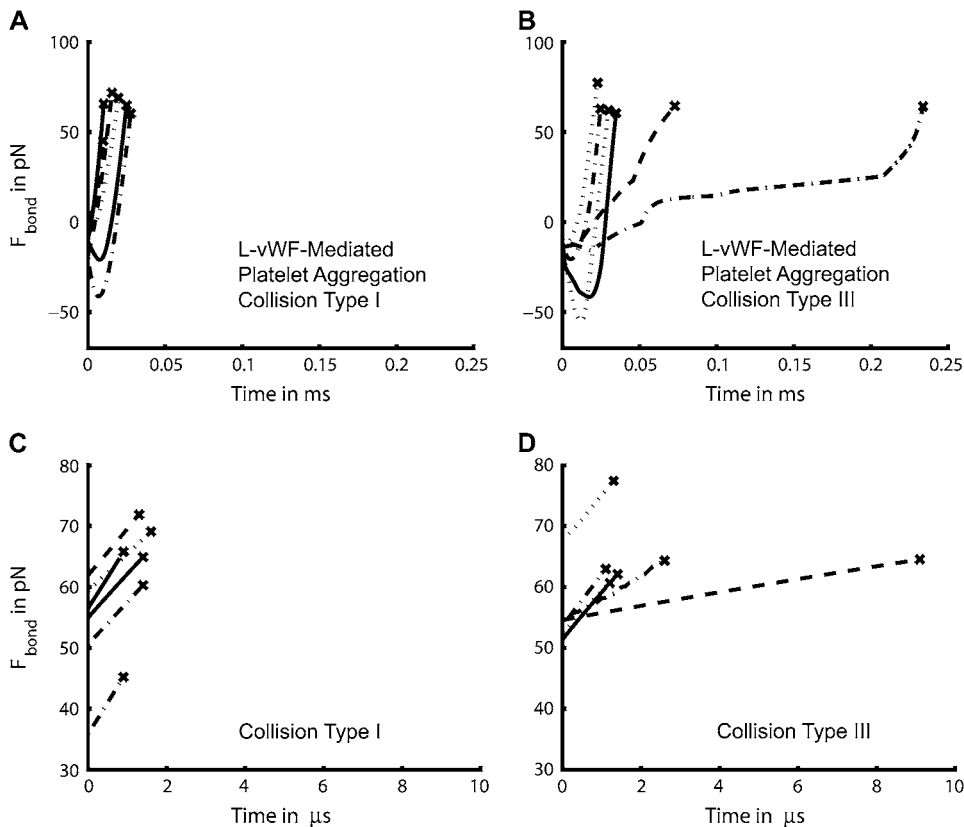 A
100
50
0
−50
F bond in pN
L-vWF-Mediated
Platelet Aggregation
Collision Type I
0 0.05 0.1 0.15 0.2 0.25
Time in ms
B
100
50
0
−50
L-vWF-Mediated
Platelet Aggregation
Collision Type III
0 0.05 0.1 0.15 0.2 0.25
Time in ms
C
80
70
60
50
40
30
F bond in pN
Collision Type I
0 2 4 6 8 10
Time in μs
D
80
70
60
50
40
30
Collision Type III
0 2 4 6 8 10
Time in μs